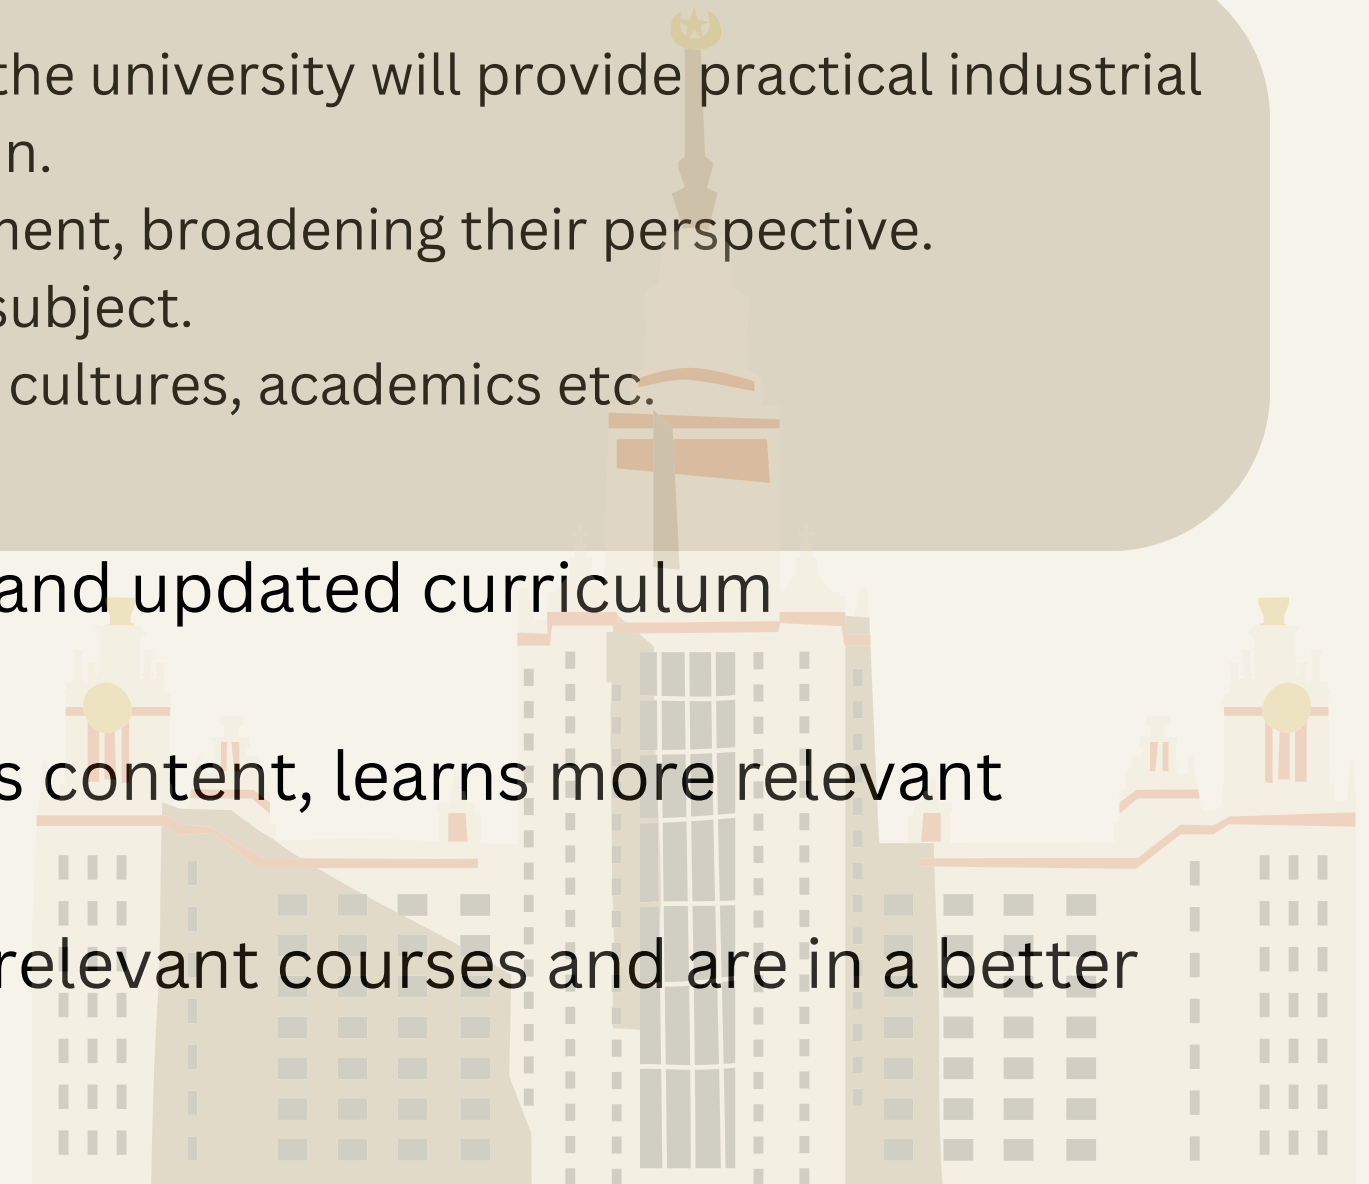 the university will provide practical industrial
n.
ment, broadening their perspective.
subject.
cultures, academics etc.
and updated curriculum
s content, learns more relevant
relevant courses and are in a better